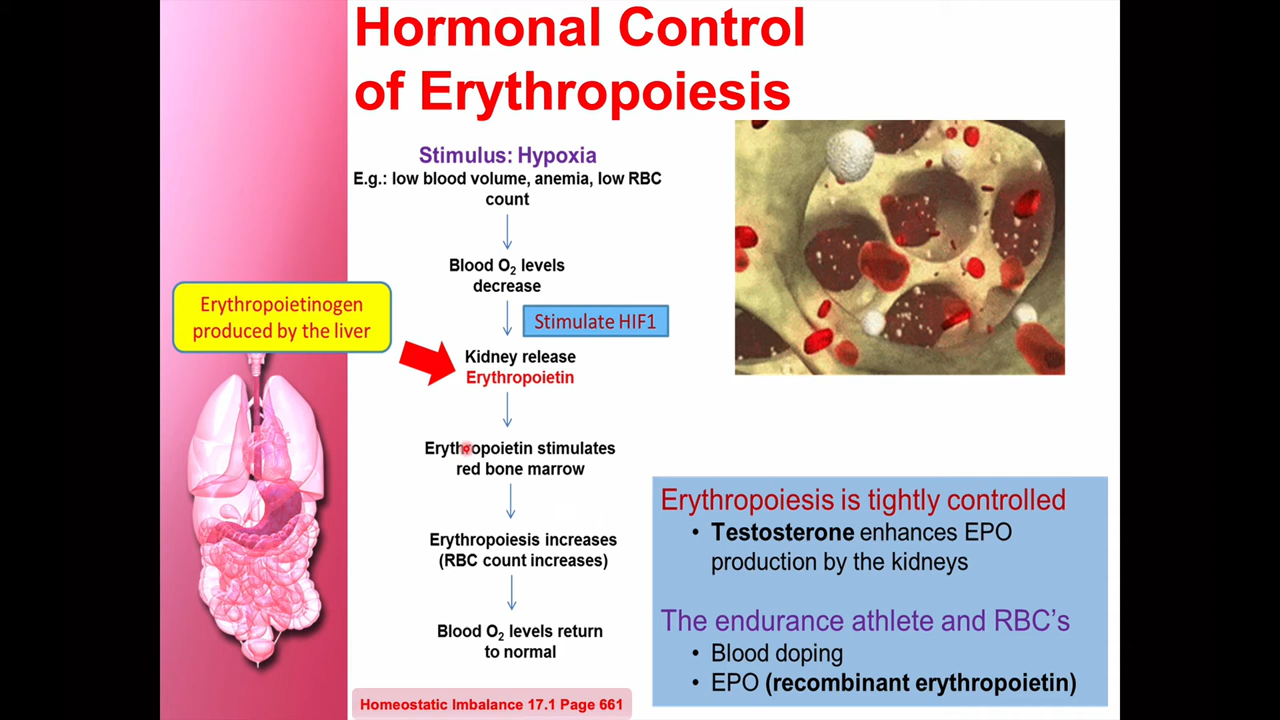 Hormonal Control
of Erythropoiesis
Stimulus: Hypoxia
E.g.: low blood volume, anemia, low RBC
count
Blood O₂ levels
decrease
Stimulate HIF1
Erythropoietinogen
produced by the liver
Kidney release
Erythropoietin
Erythropoietin stimulates
red bone marrow
Erythropoiesis increases
(RBC count increases)
Blood O₂ levels return
to normal
Homeostatic Imbalance 17.1 Page 661
Erythropoiesis is tightly controlled
• Testosterone enhances EPO
production by the kidneys
The endurance athlete and RBC's
• Blood doping
• EPO (recombinant erythropoietin)